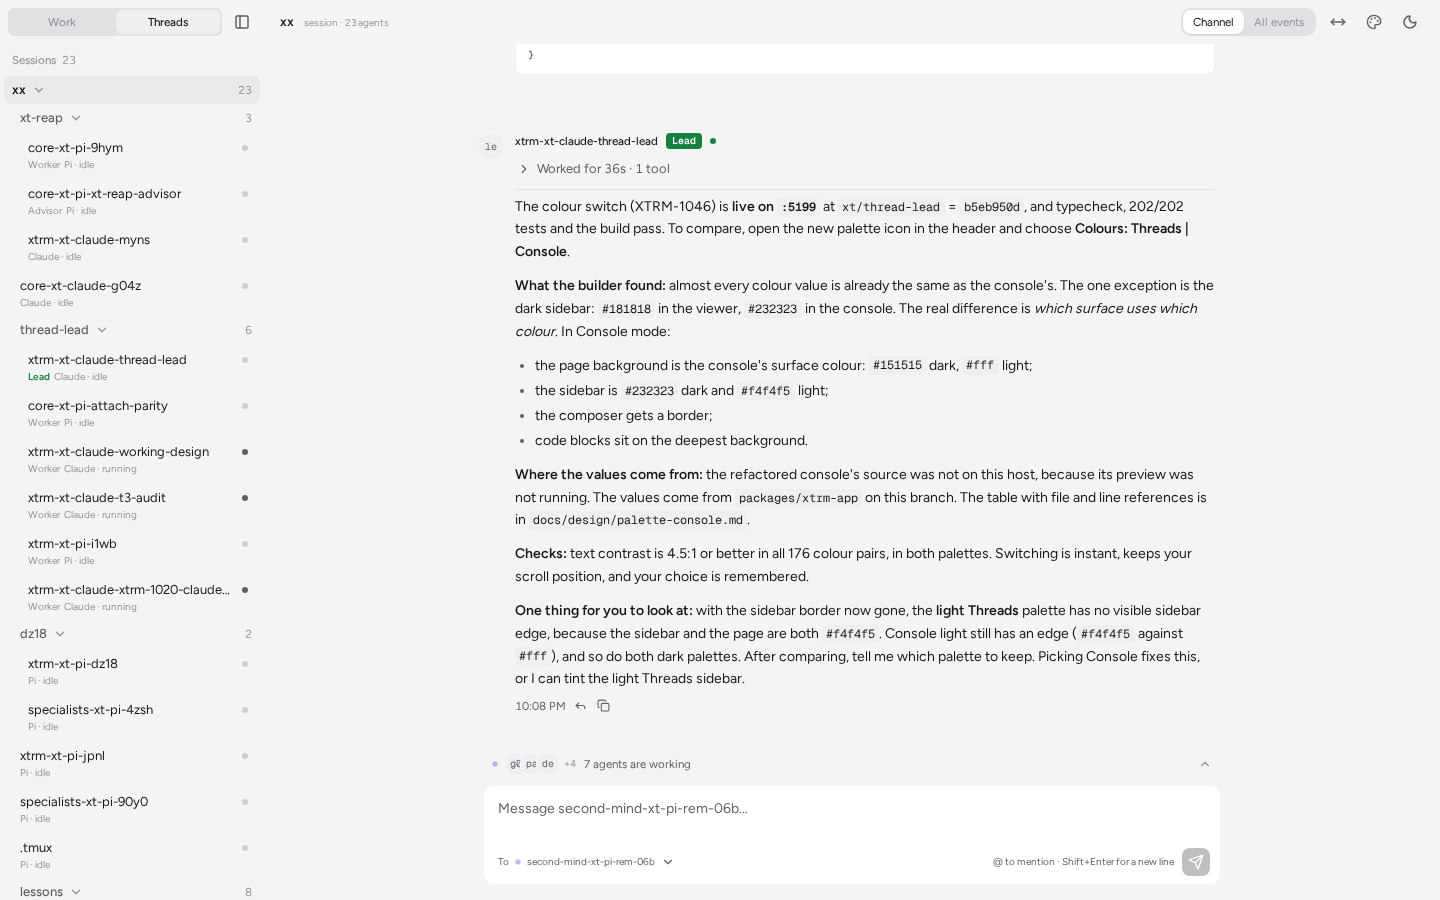 Work
Threads
xx
session · 23 agents
Channel
All events
Sessions 23
xx
23
xt-reap
3
core-xt-pi-9hym
Worker Pi · idle
core-xt-pi-xt-reap-advisor
Advisor Pi · idle
xtrm-xt-claude-myns
Claude · idle
core-xt-claude-g04z
Claude · idle
thread-lead
6
xtrm-xt-claude-thread-lead
Lead Claude · idle
core-xt-pi-attach-parity
Worker Pi · idle
xtrm-xt-claude-working-design
Worker Claude · running
xtrm-xt-claude-t3-audit
Worker Claude · running
xtrm-xt-pi-i1wb
Worker Pi · idle
xtrm-xt-claude-xtrm-1020-claude...
Worker Claude · running
dz18
2
xtrm-xt-pi-dz18
Pi · idle
specialists-xt-pi-4zsh
Pi · idle
xtrm-xt-pi-jpnl
Pi · idle
specialists-xt-pi-90y0
Pi · idle
.tmux
Pi · idle
lessons
8
}
le
xtrm-xt-claude-thread-lead Lead
Worked for 36s · 1 tool
The colour switch (XTRM-1046) is live on :5199 at xt/thread-lead = b5eb950d, and typecheck, 202/202
tests and the build pass. To compare, open the new palette icon in the header and choose Colours: Threads |
Console.
What the builder found: almost every colour value is already the same as the console's. The one exception is the
dark sidebar: #181818 in the viewer, #232323 in the console. The real difference is which surface uses which
colour. In Console mode:
• the page background is the console's surface colour: #151515 dark, #fff light;
• the sidebar is #232323 dark and #f4f4f5 light;
• the composer gets a border;
• code blocks sit on the deepest background.
Where the values come from: the refactored console's source was not on this host, because its preview was
not running. The values come from packages/xtrm-app on this branch. The table with file and line references is
in docs/design/palette-console.md.
Checks: text contrast is 4.5:1 or better in all 176 colour pairs, in both palettes. Switching is instant, keeps your
scroll position, and your choice is remembered.
One thing for you to look at: with the sidebar border now gone, the light Threads palette has no visible sidebar
edge, because the sidebar and the page are both #f4f4f5. Console light still has an edge (#f4f4f5 against
#fff), and so do both dark palettes. After comparing, tell me which palette to keep. Picking Console fixes this,
or I can tint the light Threads sidebar.
10:08 PM
g0 pa de +4 7 agents are working
Message second-mind-xt-pi-rem-06b...
To second-mind-xt-pi-rem-06b
@ to mention · Shift+Enter for a new line